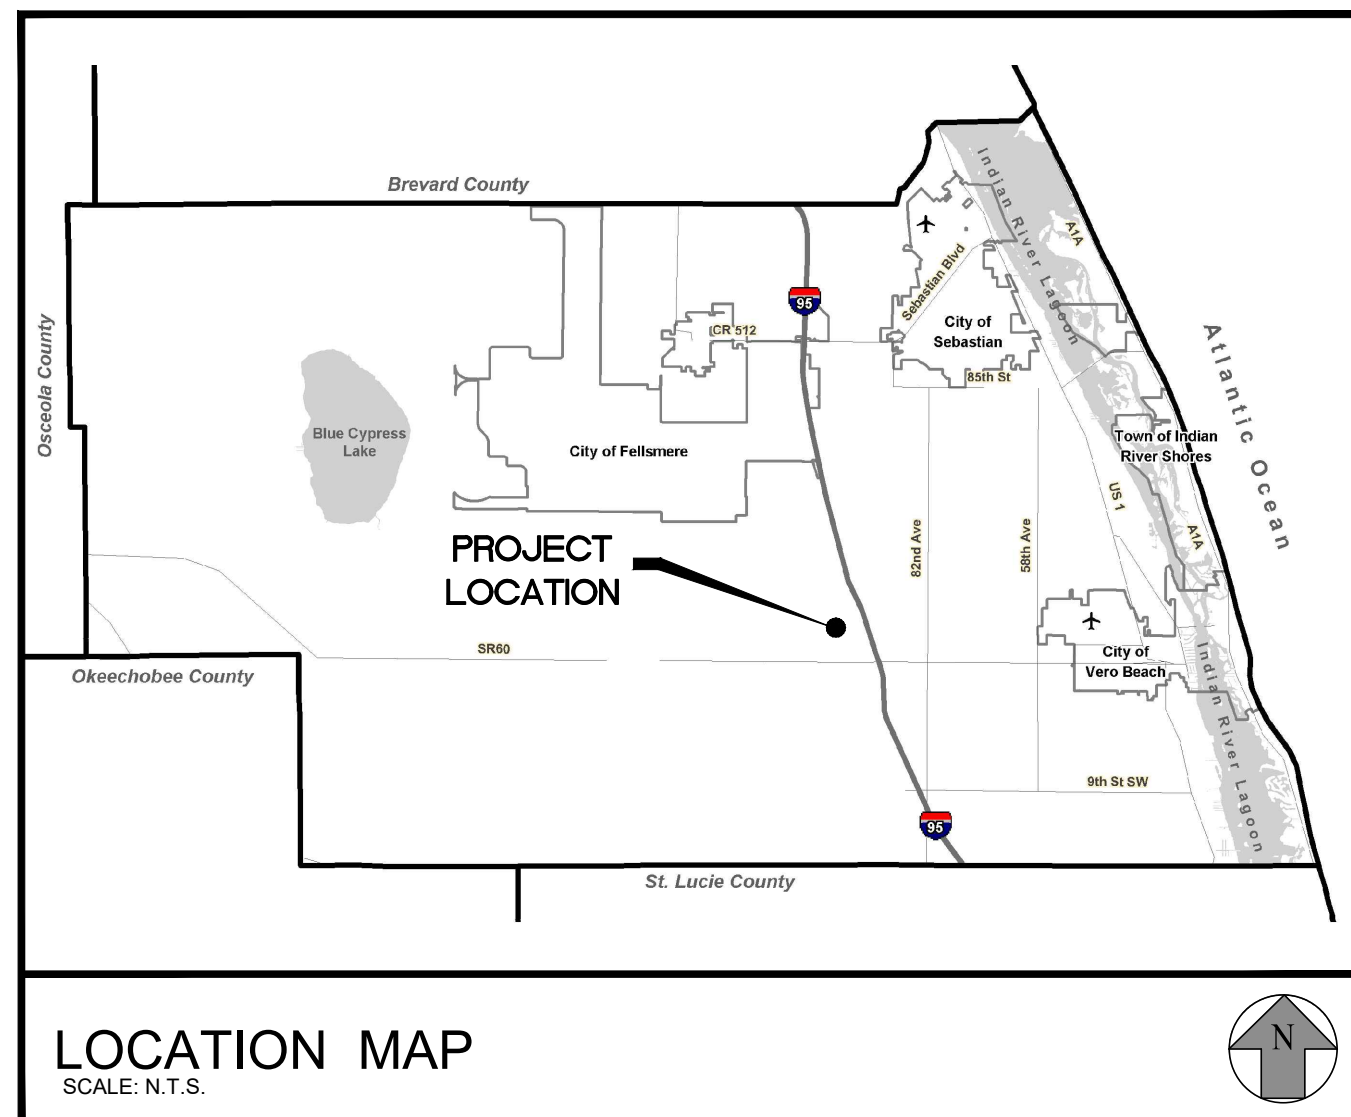 Brevard County
Osceola County
Indian River Lagoon
A1A
Sebastian Blvd
95
CR 512
City of
Sebastian
85th St
Atlantic Ocean
Blue Cypress
Lake
City of Fellsmere
Town of Indian
River Shores
US 1
A1A
PROJECT
LOCATION
82nd Ave
58th Ave
SR60
City of
Vero Beach
Okeechobee County
Indian River Lagoon
9th St SW
95
St. Lucie County
LOCATION MAP
SCALE: N.T.S.
N